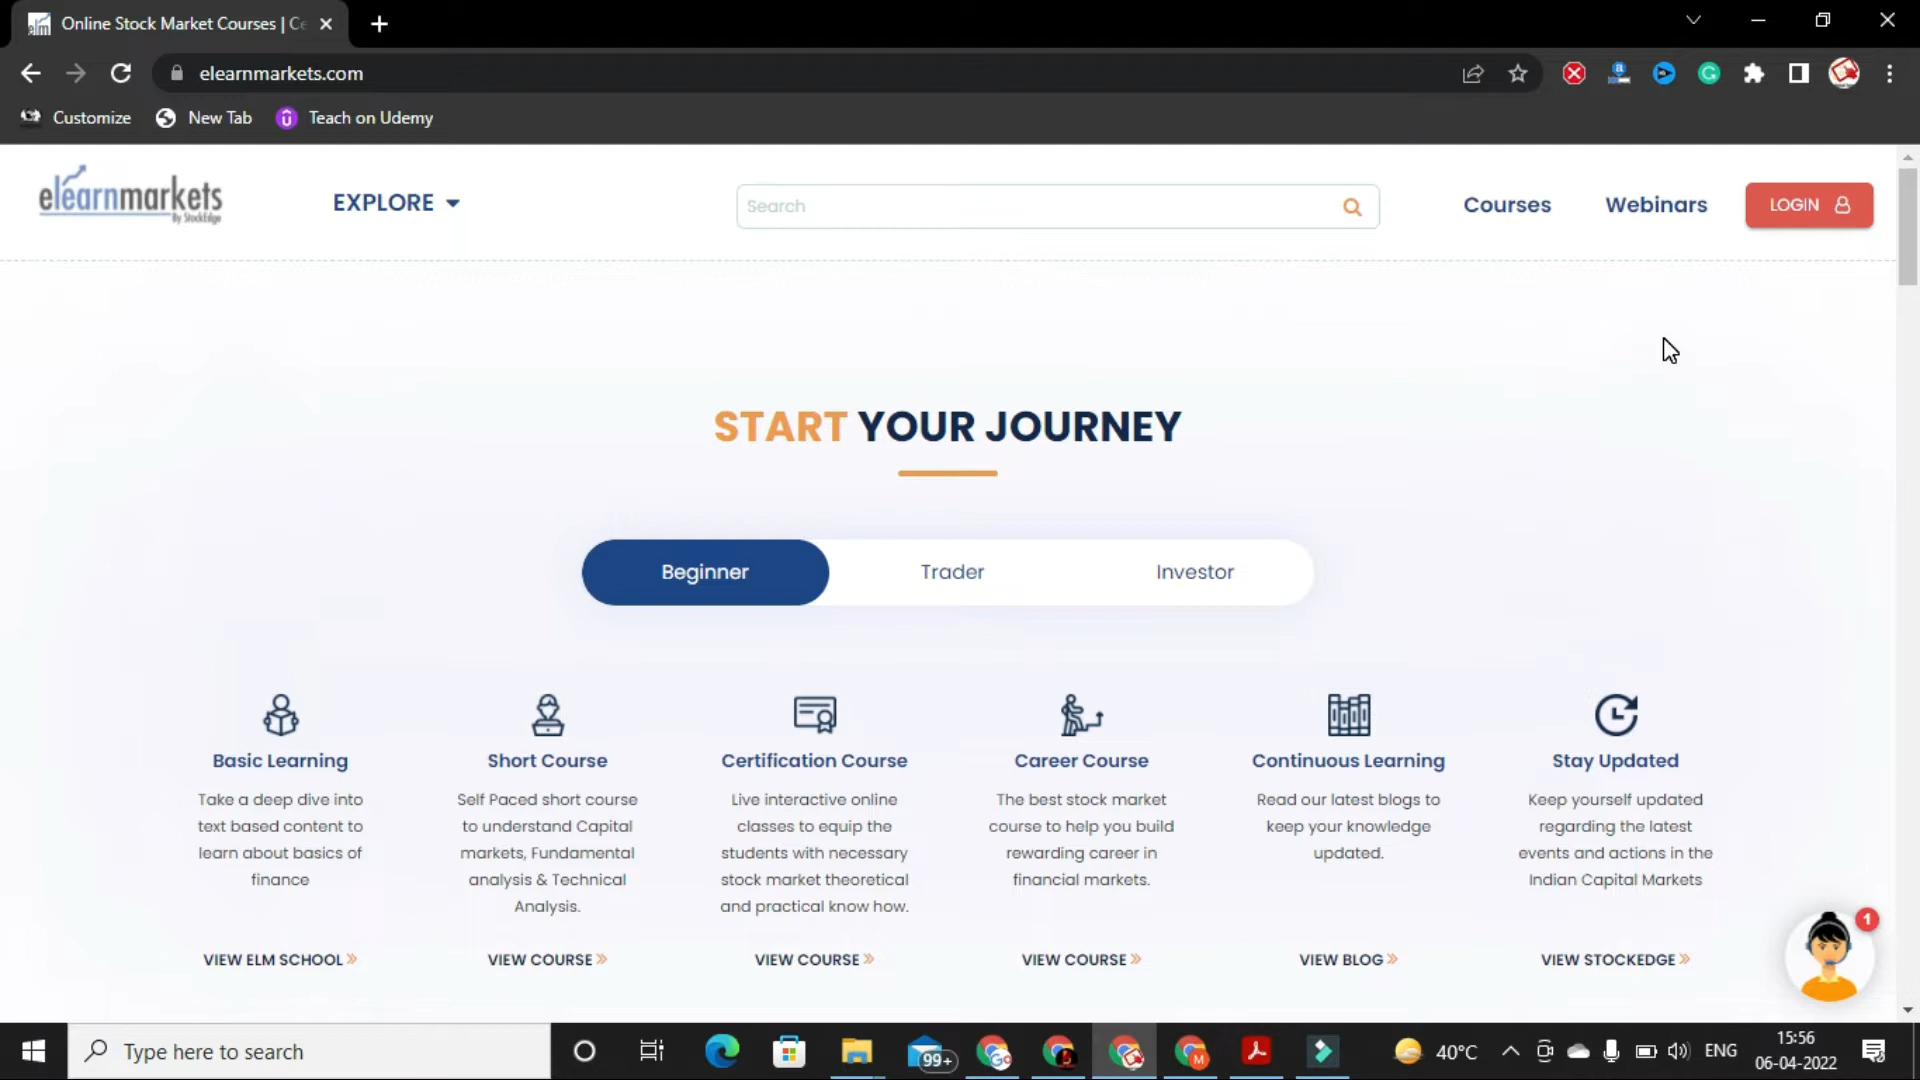 Online Stock Market Courses | Ce
elearnmarkets.com
Customize
New Tab
Teach on Udemy
elearnmarkets
By StockEdge
EXPLORE
Search
Courses
Webinars
LOGIN
START YOUR JOURNEY
Beginner
Trader
Investor
Basic Learning
Take a deep dive into
text based content to
learn about basics of
finance
VIEW ELM SCHOOL
Short Course
Self Paced short course
to understand Capital
markets, Fundamental
analysis & Technical
Analysis.
VIEW COURSE
Certification Course
Live interactive online
classes to equip the
students with necessary
stock market theoretical
and practical know how.
VIEW COURSE
Career Course
The best stock market
course to help you build
rewarding career in
financial markets.
VIEW COURSE
Continuous Learning
Read our latest blogs to
keep your knowledge
updated.
VIEW BLOG
Stay Updated
Keep yourself updated
regarding the latest
events and actions in the
Indian Capital Markets
VIEW STOCKEDGE
1
Type here to search
99+
40°C
ENG
15:56
06-04-2022